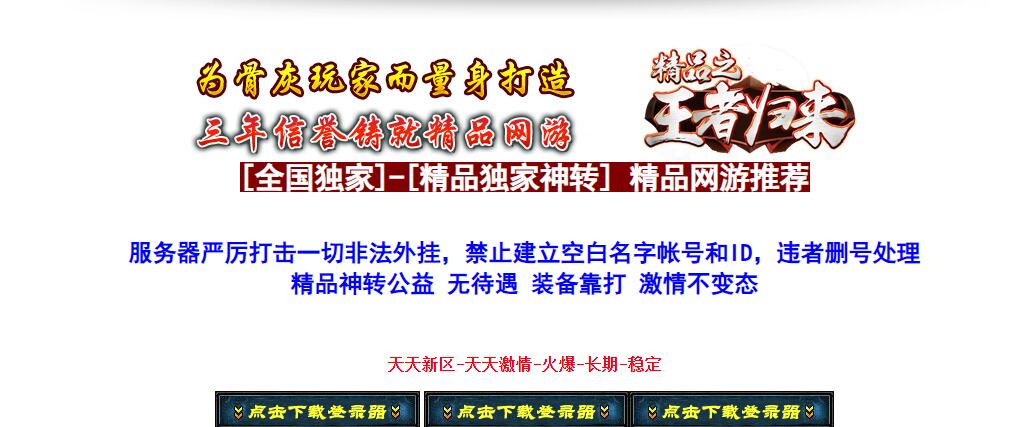 为骨灰玩家而量身打造
三年信誉铸就精品网游
精品之
王者归来
[全国独家]-[精品独家神转] 精品网游推荐
服务器严厉打击一切非法外挂，禁止建立空白名字帐号和ID，违者删号处理
精品神转公益 无待遇 装备靠打 激情不变态
天天新区-天天激情-火爆-长期-稳定
点击下载登录器 点击下载登录器 点击下载登录器